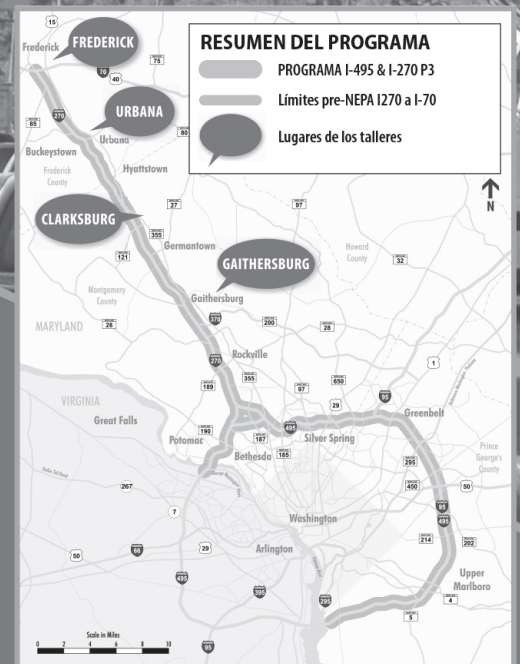 RESUMEN DEL PROGRAMA
PROGRAMA I-495 & I-270 P3
Límites pre-NEPA I270 a I-70
Lugares de los talleres
N
15
Frederick
FREDERICK
75
70
40
URBANA
270
85
Urbana
80
Buckeystown
Frederick
County
Hyattstown
27
97
CLARKSBURG
355
Germantown
Howard
County
32
121
GAITHERSBURG
Montgomery
County
Gaithersburg
MARYLAND
28
370
200
28
270
Rockville
1
355
189
97
650
95
VIRGINIA
29
Great Falls
190
495
Greenbelt
Potomac
187
Silver Spring
Bethesda
185
295
Prince
George's
County
267
450
50
7
95
Washington
495
66
29
Arlington
214
202
50
495
395
295
Upper
Marlboro
4
5
95
Scale in Miles
0 2 4 6 8 10